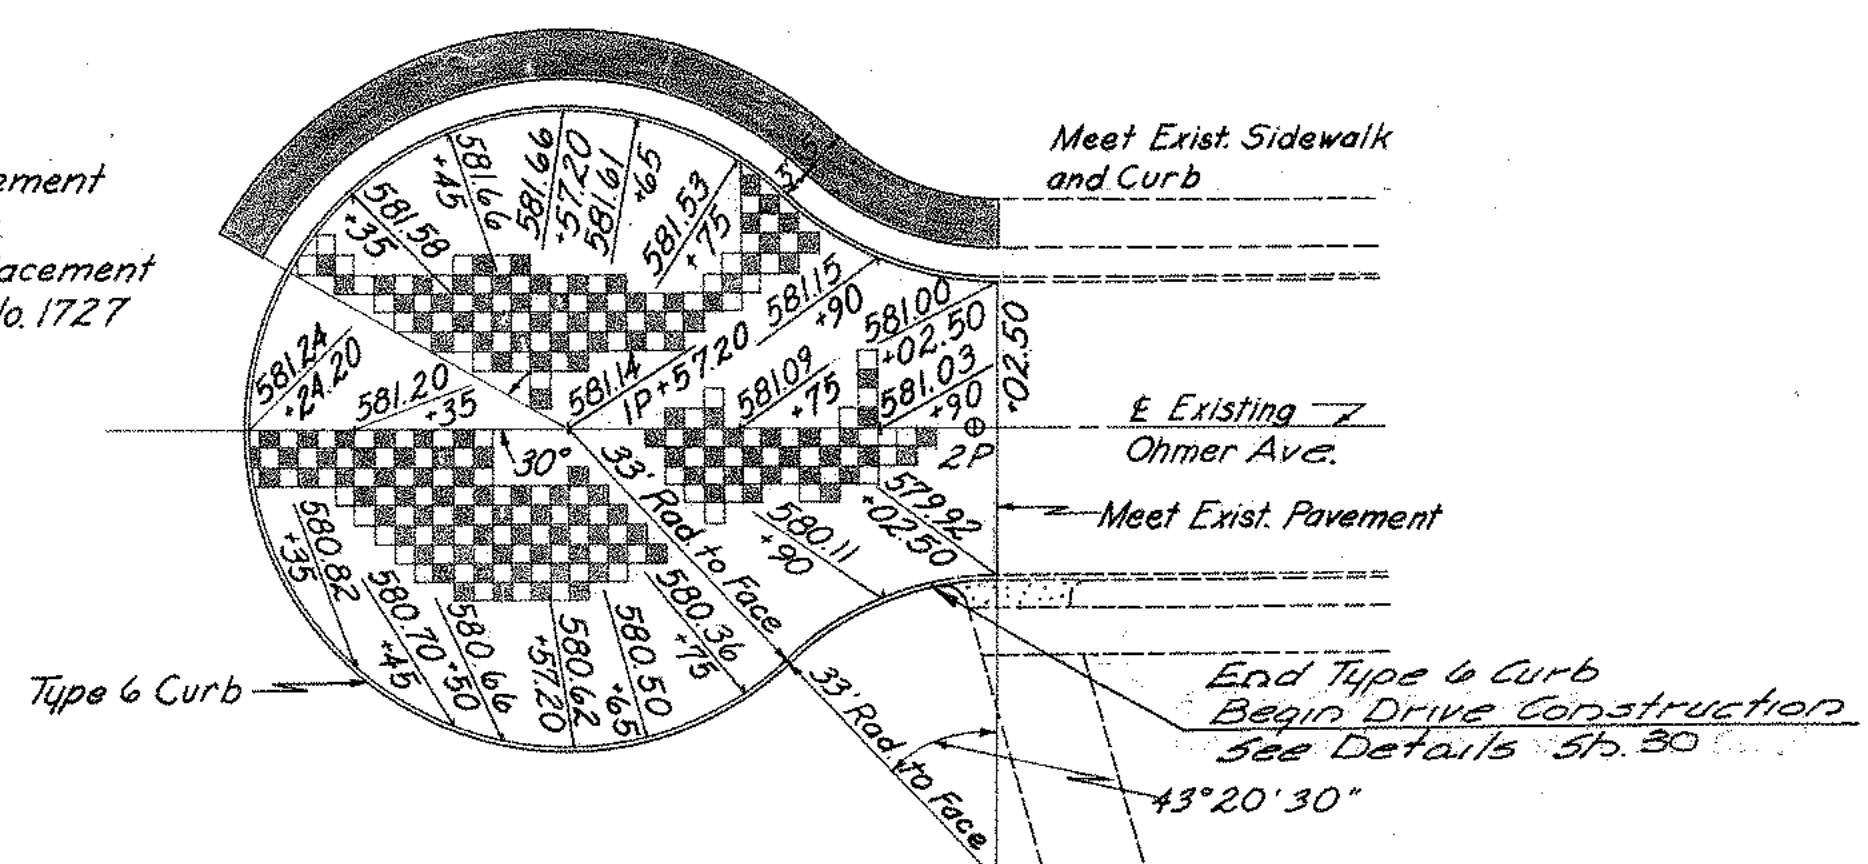 ement
acement
No. 1727
Meet Exist. Sidewalk
and Curb
581.58
+35
581.66
+45
581.66
+57.20
581.61
+65
581.53
+75
581.15
+90
581.00
+02.50
581.03
+90
+02.50
581.24
+24.20
581.20
+35
581.14
1P+57.20
581.09
+75
2P
℄ Existing
Ohmer Ave.
30°
33' Rad to Face
579.92
+02.50
580.11
+90
Meet Exist. Pavement
580.82
+35
580.70
+45
580.66
+50
580.62
+57.20
580.50
+65
580.36
+75
33' Rad. to Face
Type 6 Curb
End Type 6 Curb
Begin Drive Construction
See Details Sh. 30
43°20'30"